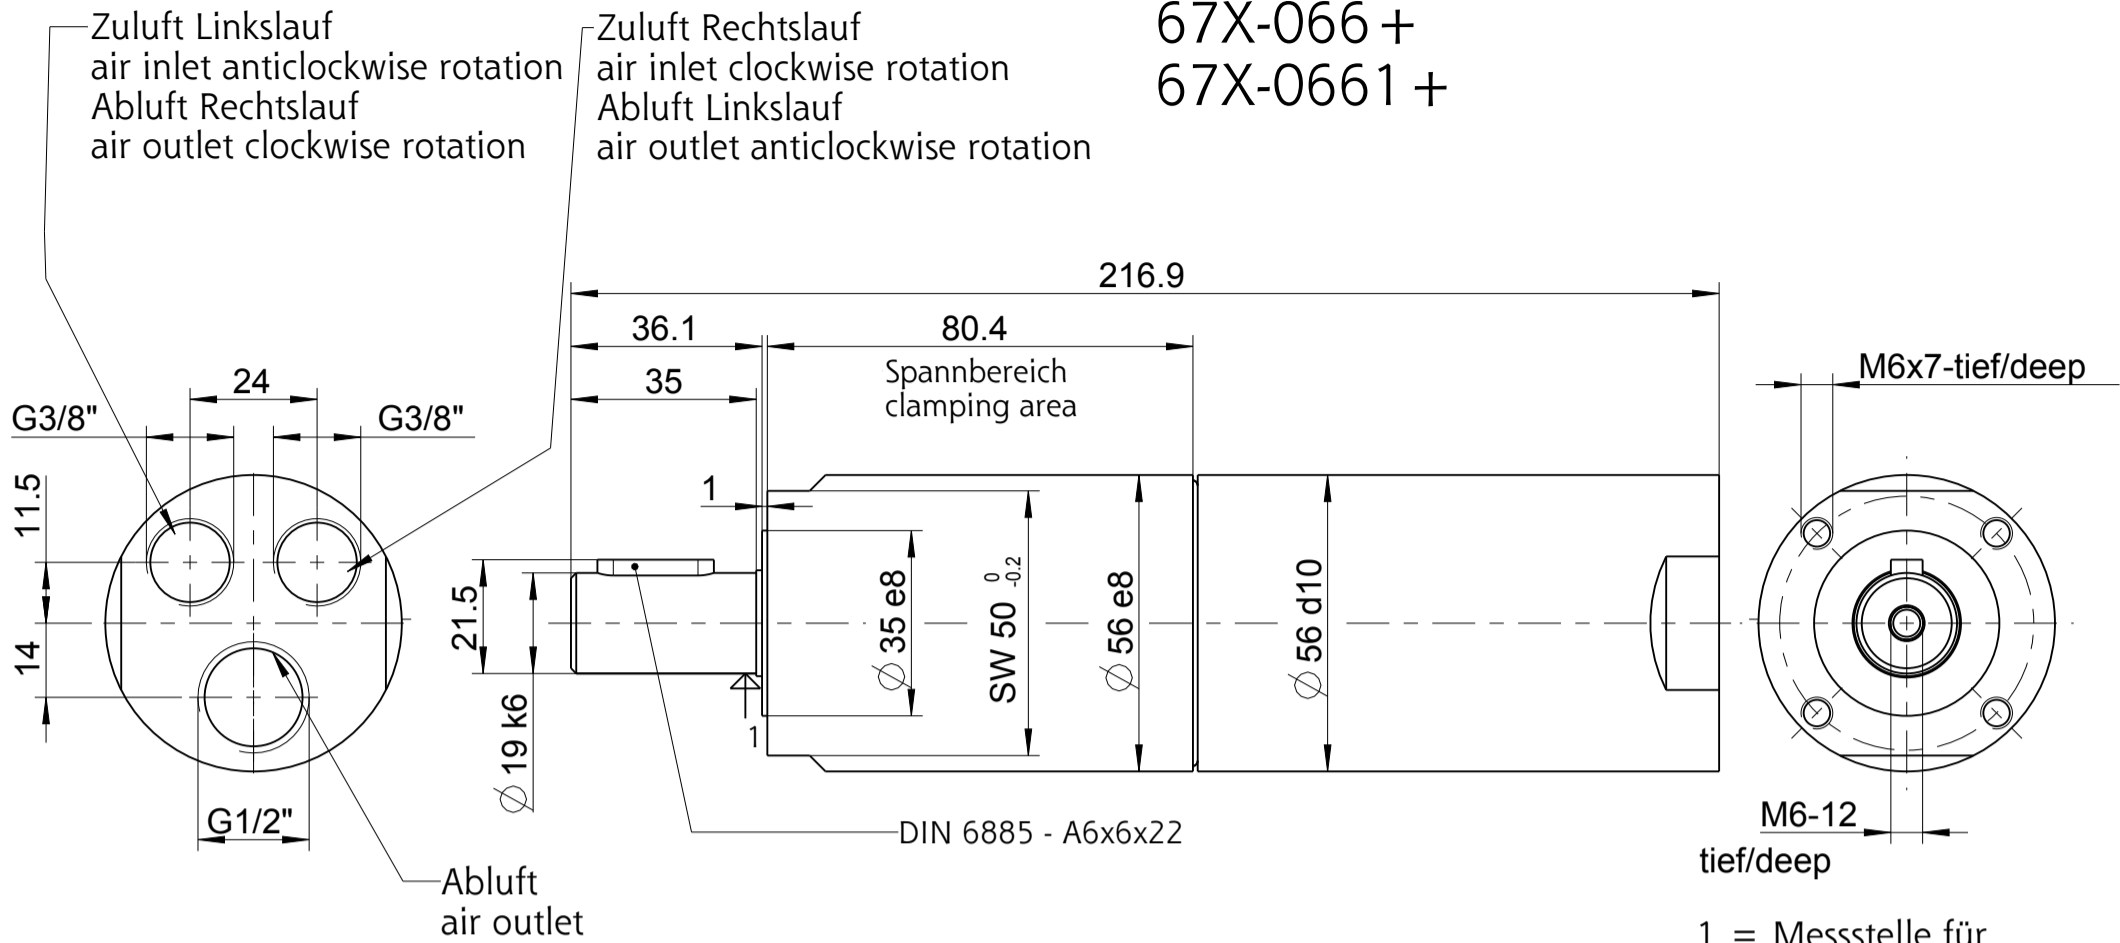 Zuluft Linkslauf
air inlet anticlockwise rotation
Abluft Rechtslauf
air outlet clockwise rotation
Zuluft Rechtslauf
air inlet clockwise rotation
Abluft Linkslauf
air outlet anticlockwise rotation
67X-066+
67X-0661+
216.9
36.1
80.4
35
Spannbereich
clamping area
24
G3/8"
G3/8"
11.5
14
G1/2"
Abluft
air outlet
1
21.5
∅ 19 k6
1
∅ 35 e8
SW 50 0 -0.2
∅ 56 e8
∅ 56 d10
DIN 6885 - A6x6x22
M6x7-tief/deep
M6-12
tief/deep
1 = Messstelle für